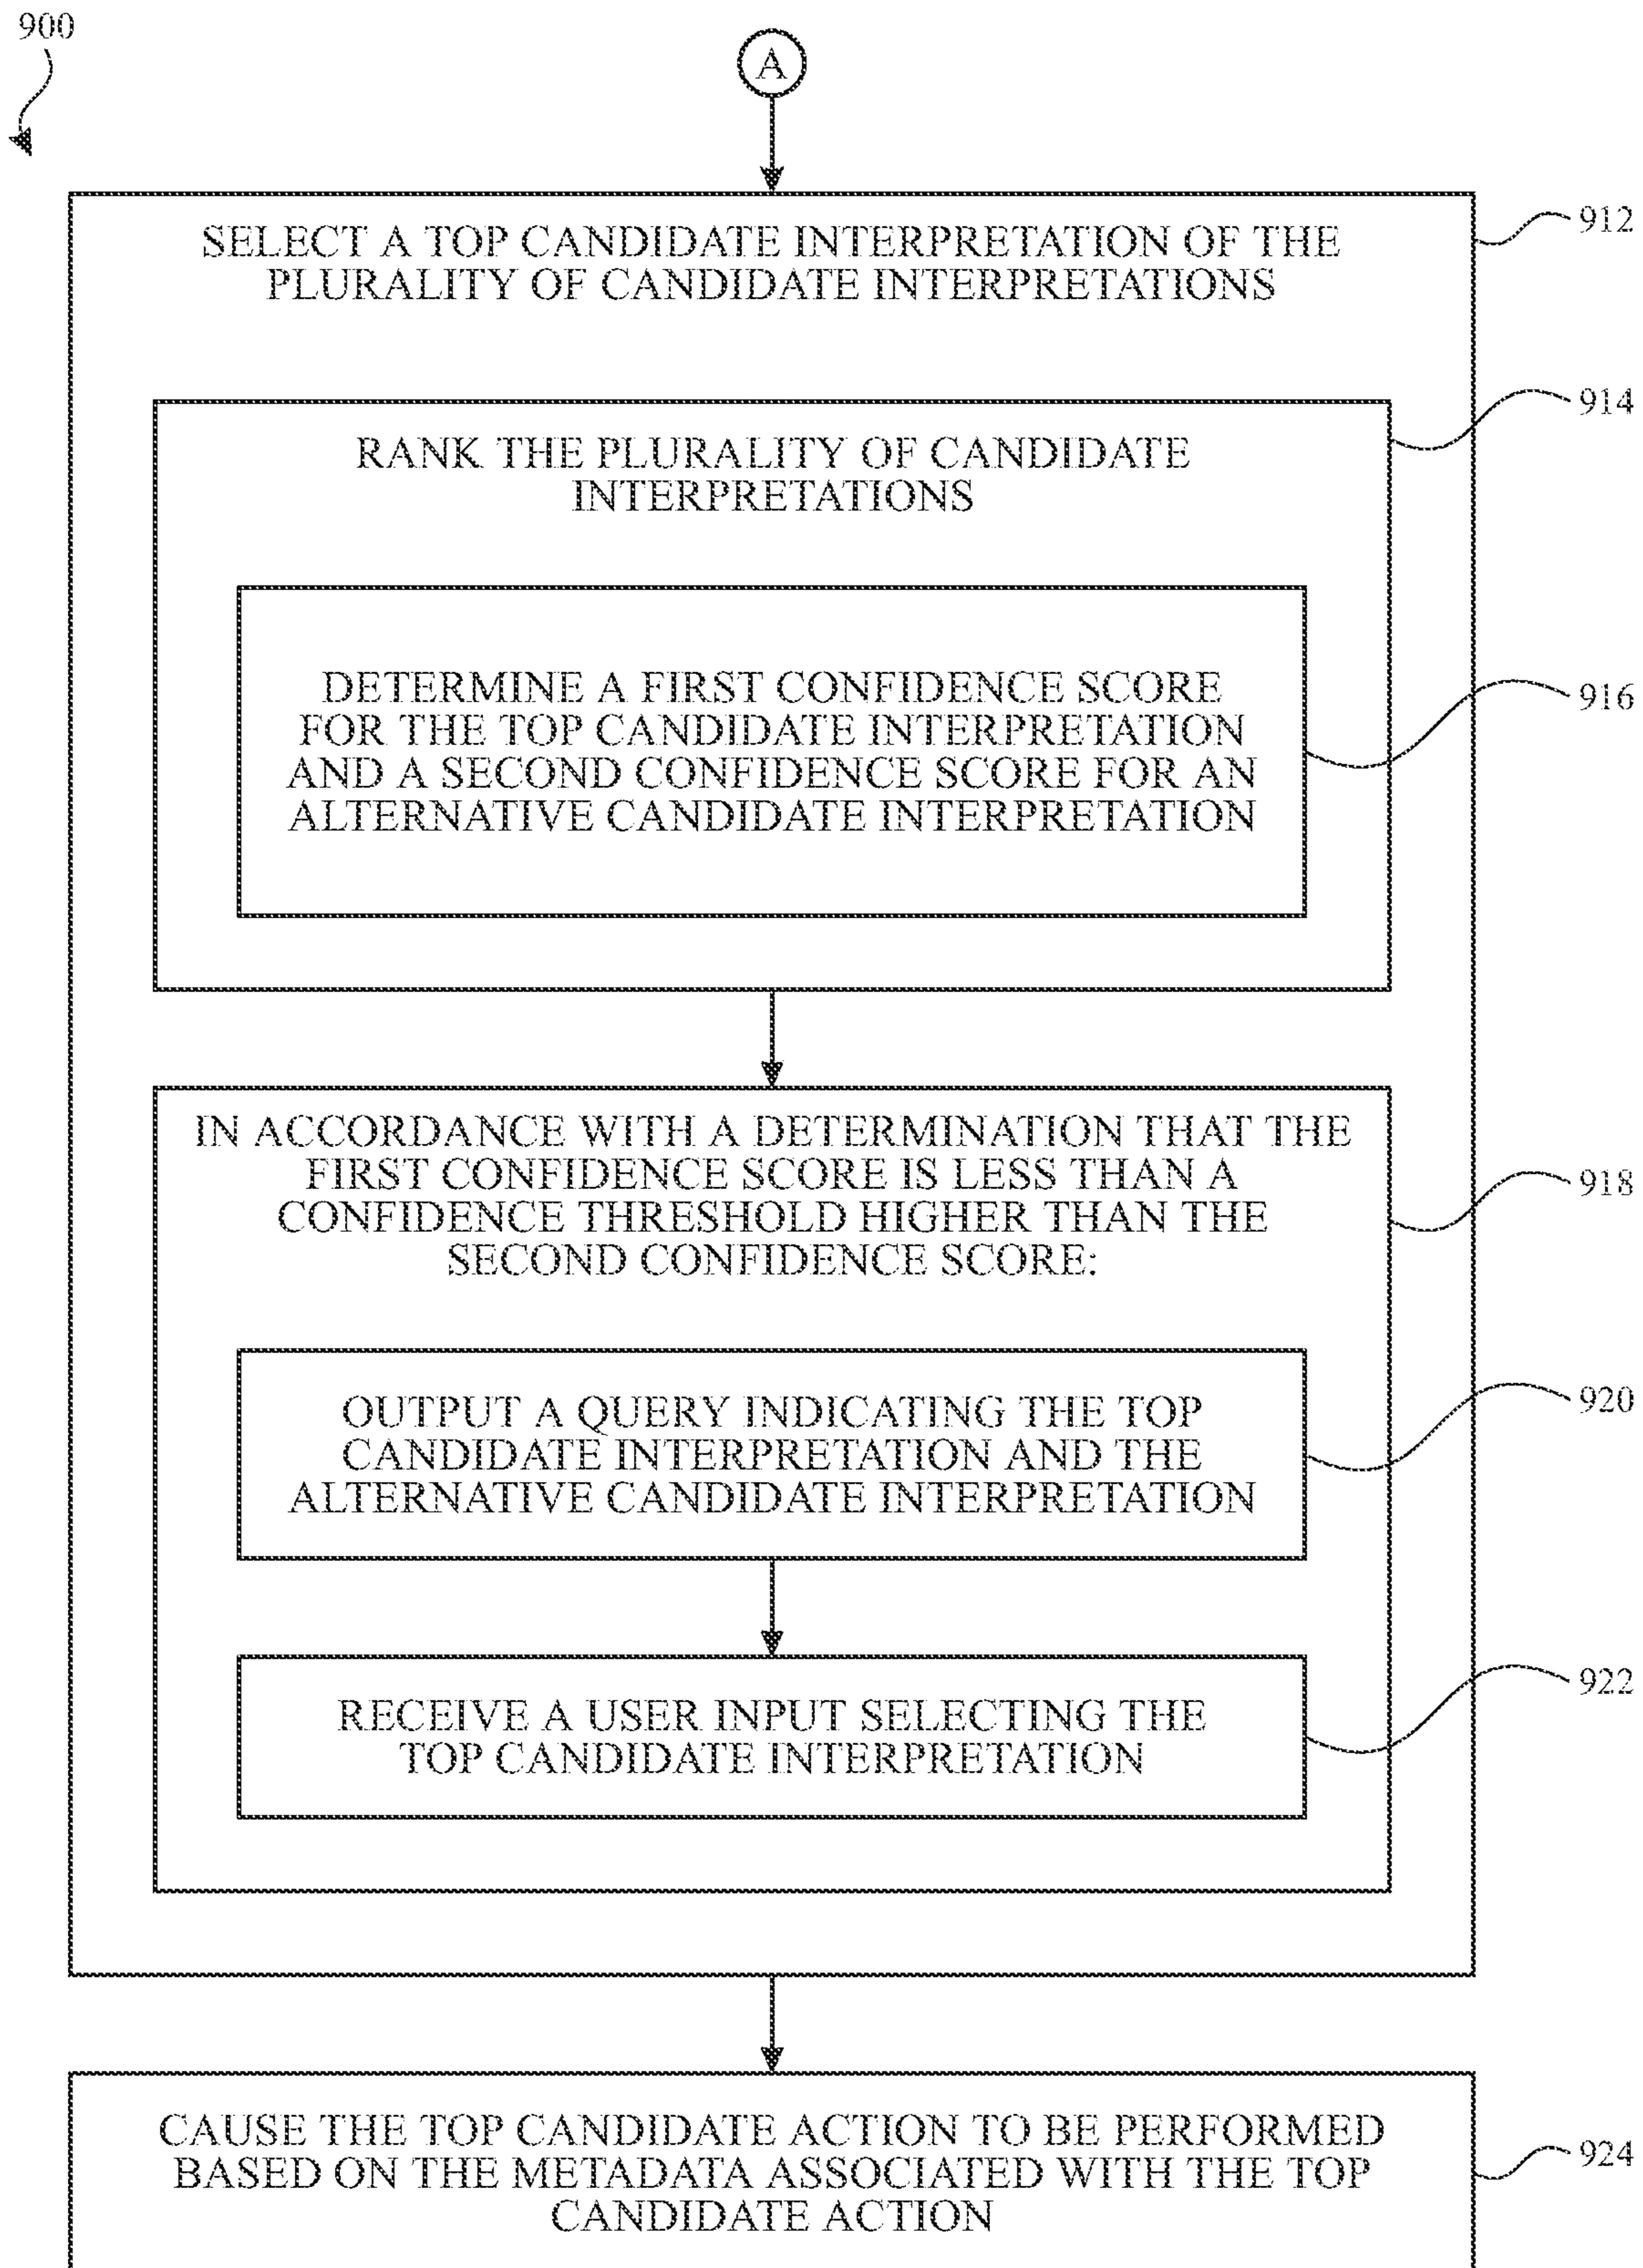 900
A
SELECT A TOP CANDIDATE INTERPRETATION OF THE
PLURALITY OF CANDIDATE INTERPRETATIONS
912
RANK THE PLURALITY OF CANDIDATE
INTERPRETATIONS
914
DETERMINE A FIRST CONFIDENCE SCORE
FOR THE TOP CANDIDATE INTERPRETATION
AND A SECOND CONFIDENCE SCORE FOR AN
ALTERNATIVE CANDIDATE INTERPRETATION
916
IN ACCORDANCE WITH A DETERMINATION THAT THE
FIRST CONFIDENCE SCORE IS LESS THAN A
CONFIDENCE THRESHOLD HIGHER THAN THE
SECOND CONFIDENCE SCORE:
918
OUTPUT A QUERY INDICATING THE TOP
CANDIDATE INTERPRETATION AND THE
ALTERNATIVE CANDIDATE INTERPRETATION
920
RECEIVE A USER INPUT SELECTING THE
TOP CANDIDATE INTERPRETATION
922
CAUSE THE TOP CANDIDATE ACTION TO BE PERFORMED
BASED ON THE METADATA ASSOCIATED WITH THE TOP
CANDIDATE ACTION
924